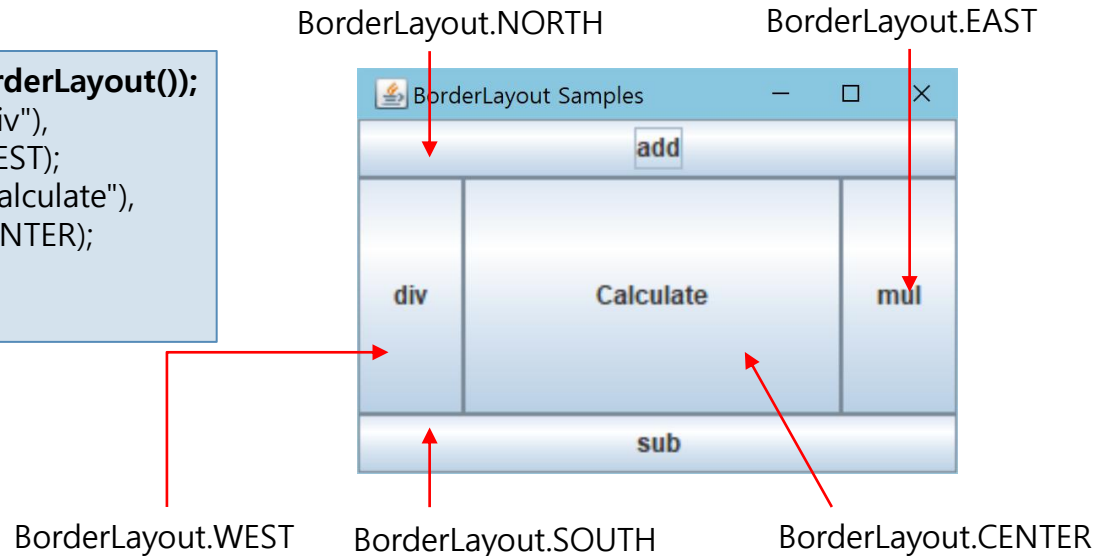 BorderLayout.NORTH
BorderLayout.EAST
rderLayout());
iv"),
EST);
alculate"),
NTER);
BorderLayout Samples
add
div
Calculate
mul
sub
BorderLayout.WEST
BorderLayout.SOUTH
BorderLayout.CENTER